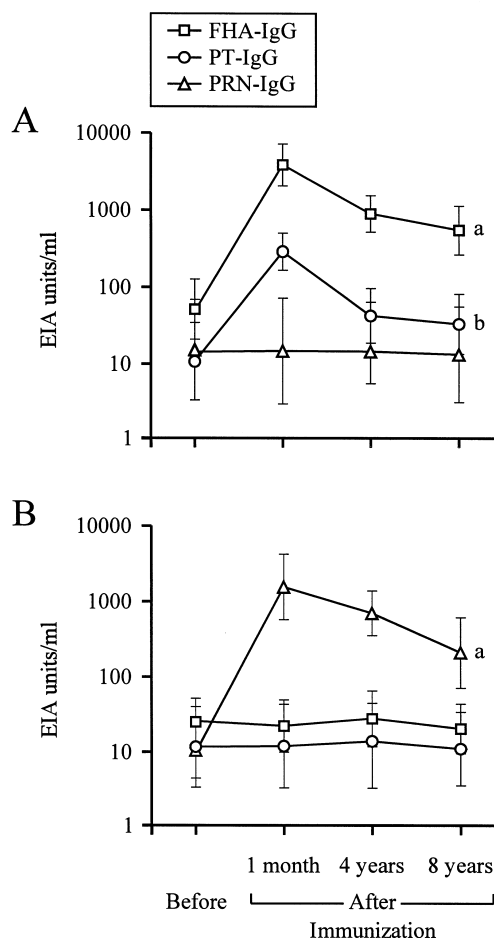 FHA-IgG
PT-IgG
PRN-IgG
A
10000
1000
100
10
1
EIA units/ml
a
b
B
10000
1000
100
10
1
EIA units/ml
a
1 month 4 years 8 years
Before After
Immunization